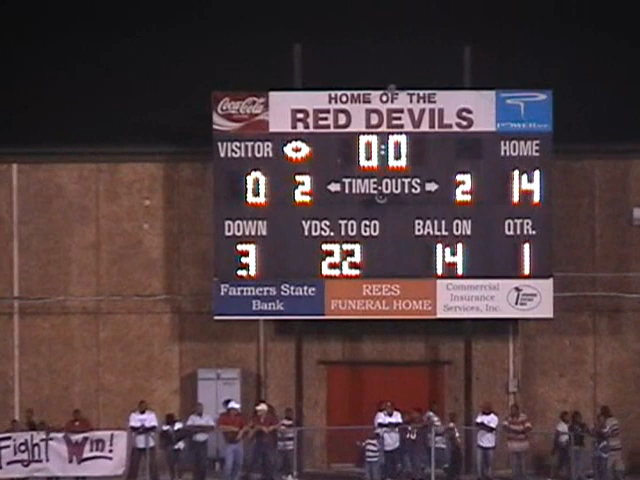 Coca-Cola
HOME OF THE
RED DEVILS
POWERADE
VISITOR 0:0 HOME
0 2 TIME-OUTS 2 14
DOWN YDS. TO GO BALL ON QTR.
3 22 14 1
Farmers State
Bank
REES
FUNERAL HOME
Commercial
Insurance
Services, Inc.
Fight Win!